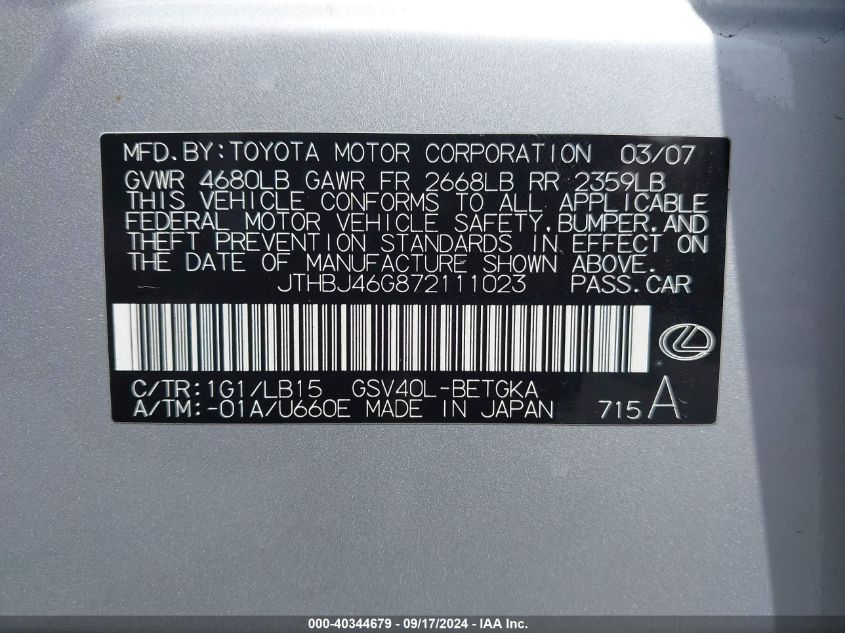 MFD.BY:TOYOTA MOTOR CORPORATION 03/07
GVWR 4680LB GAWR FR 2668LB RR 2359LB
THIS VEHICLE CONFORMS TO ALL APPLICABLE
FEDERAL MOTOR VEHICLE SAFETY,BUMPER,AND
THEFT PREVENTION STANDARDS IN EFFECT ON
THE DATE OF MANUFACTURE SHOWN ABOVE.
JTHBJ46G872111023 PASS.CAR
C/TR:1G1/LB15 GSV40L-BETGKA
A/TM:-01A/U660E MADE IN JAPAN 715A
000-40344679 - 09/17/2024 - IAA Inc.